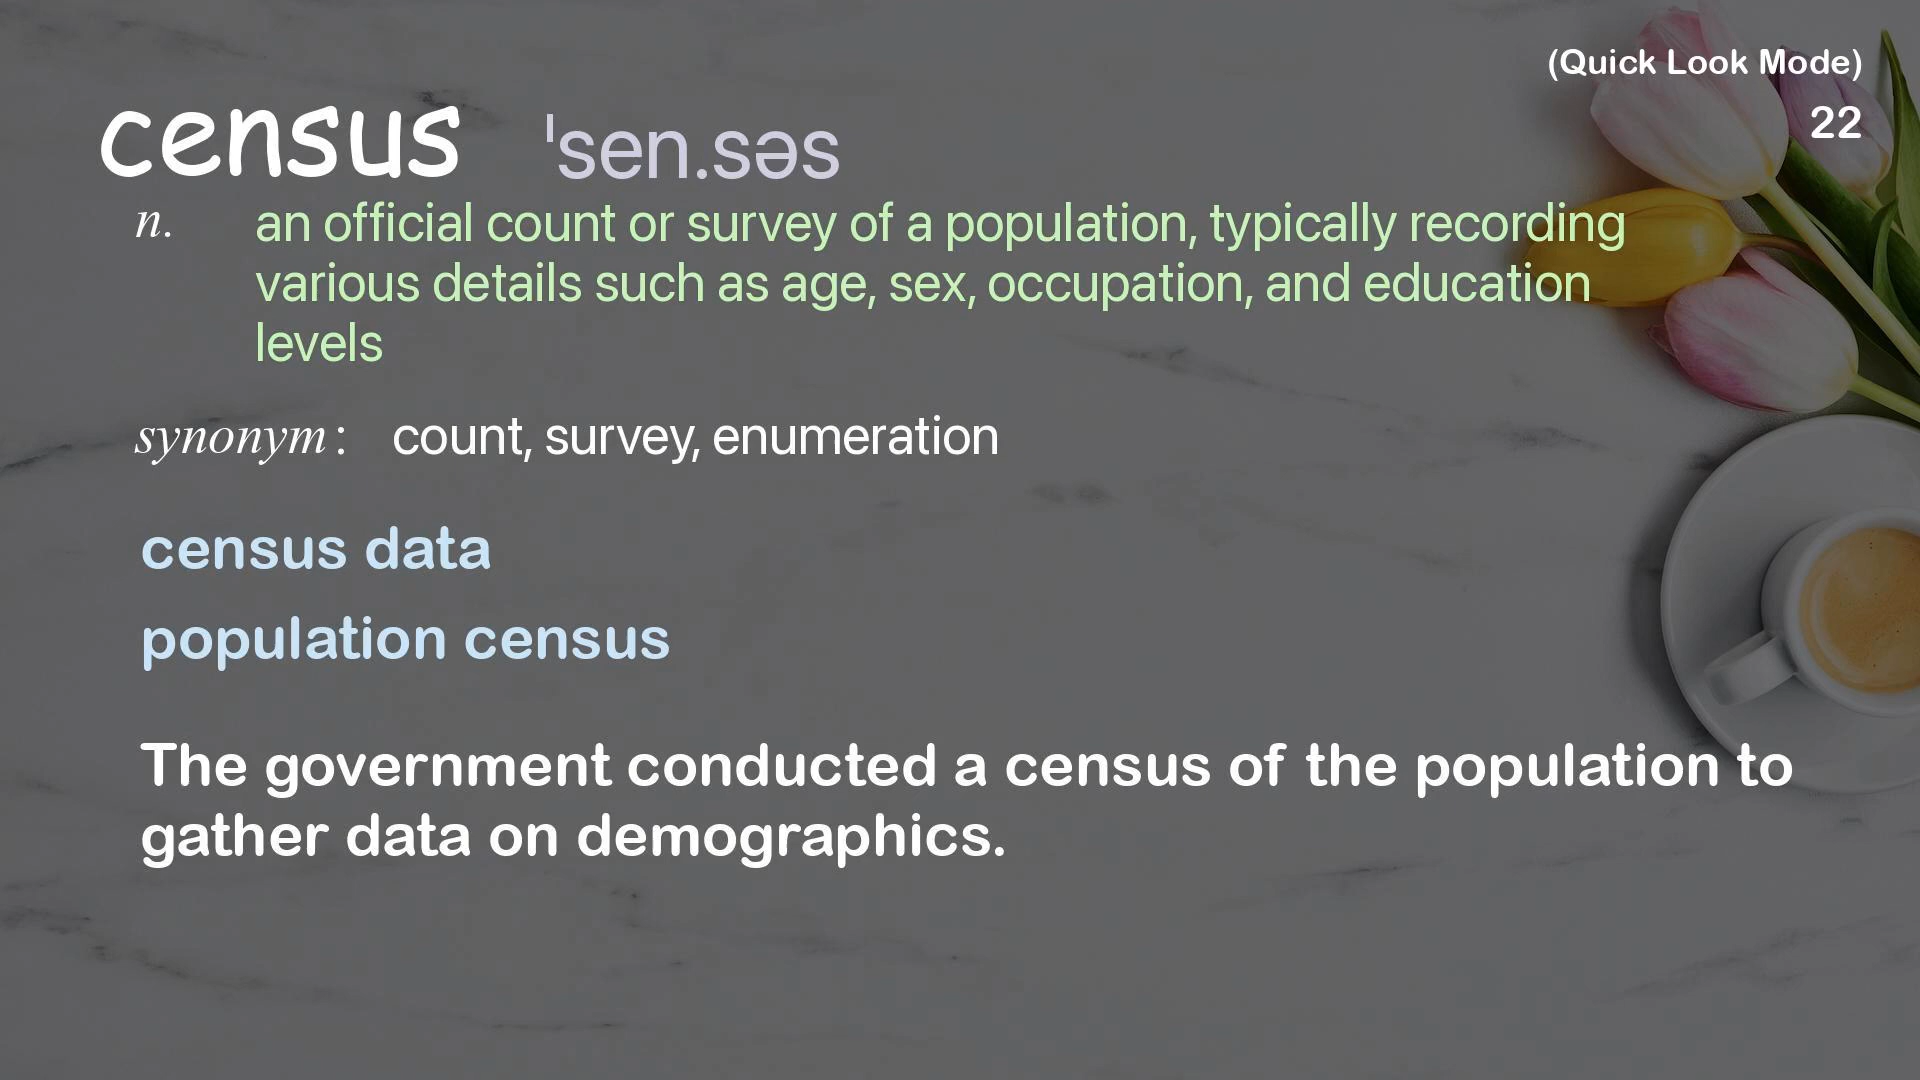 (Quick Look Mode)
22
census ˈsen.səs
n. an official count or survey of a population, typically recording
various details such as age, sex, occupation, and education
levels
synonym: count, survey, enumeration
census data
population census
The government conducted a census of the population to
gather data on demographics.